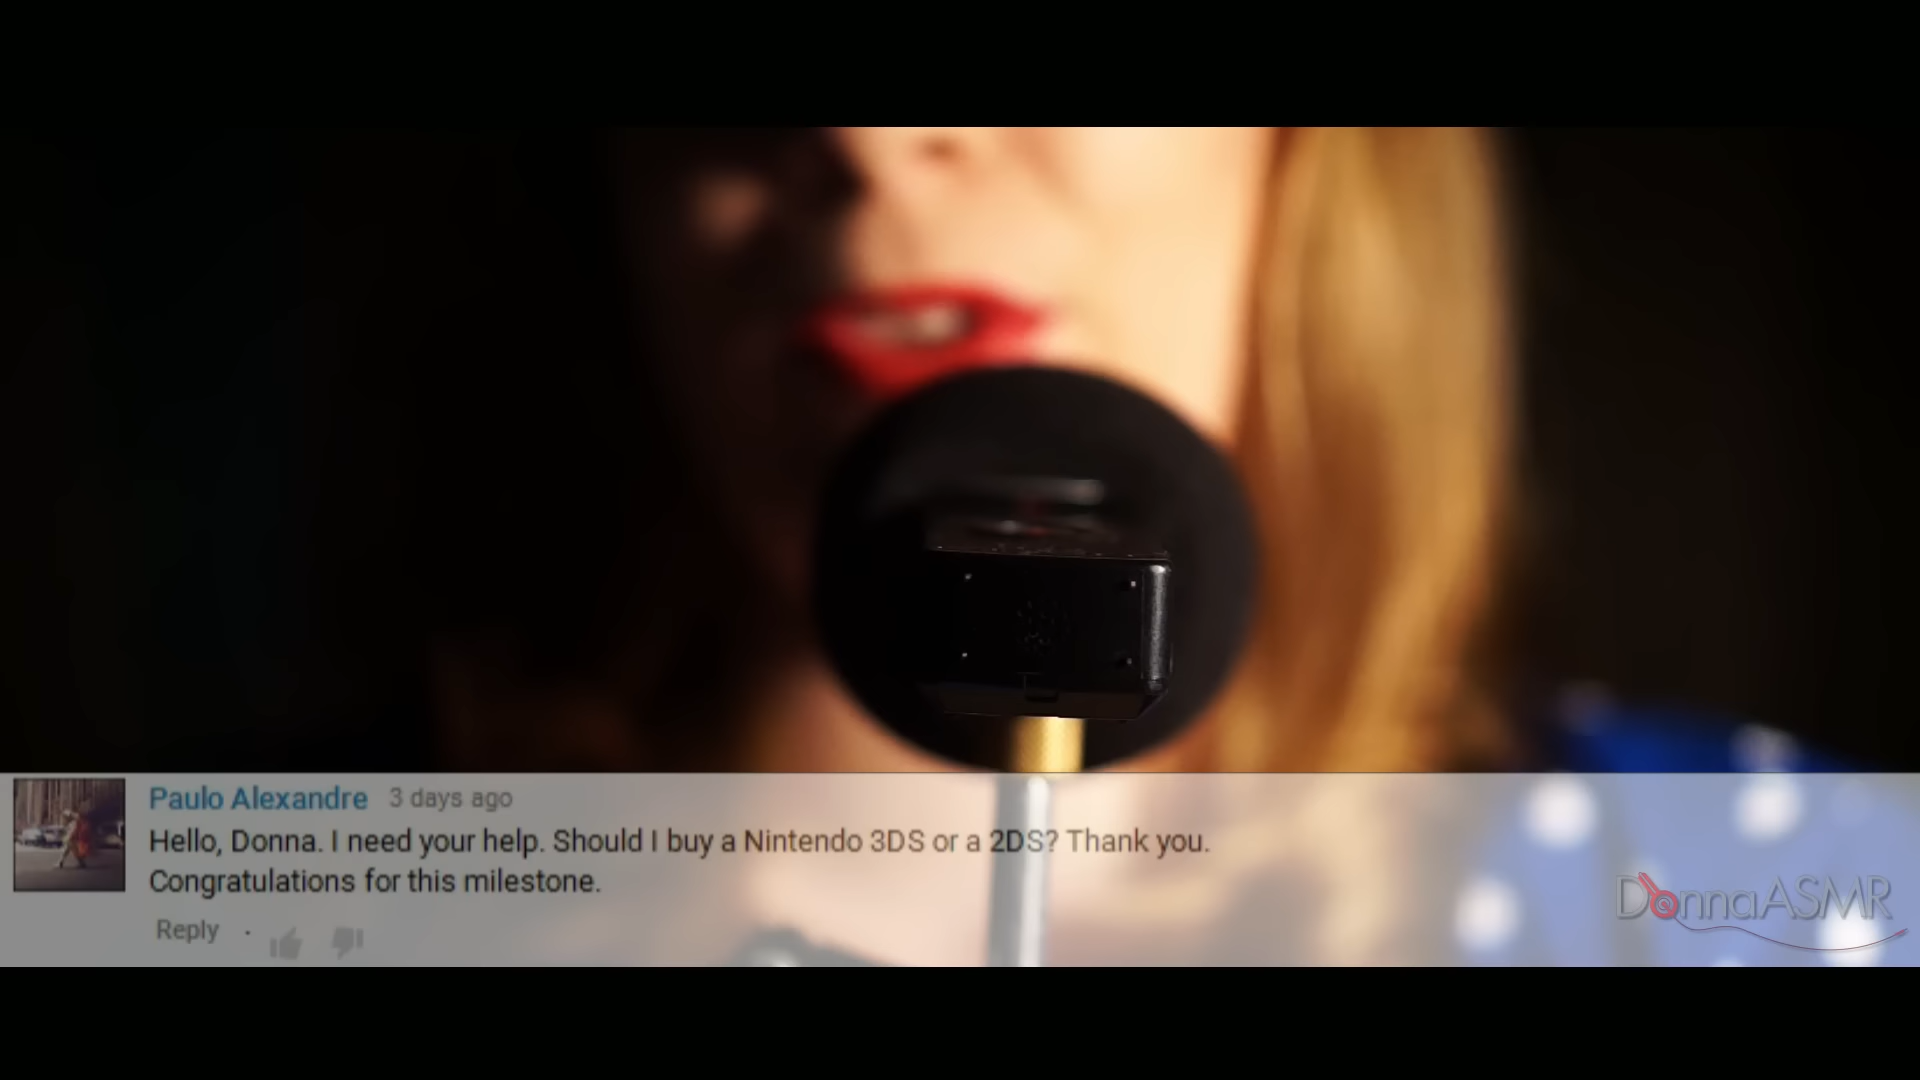 Paulo Alexandre 3 days ago
Hello, Donna. I need your help. Should I buy a Nintendo 3DS or a 2DS? Thank you.
Congratulations for this milestone.
Reply ·
DonnaASMR